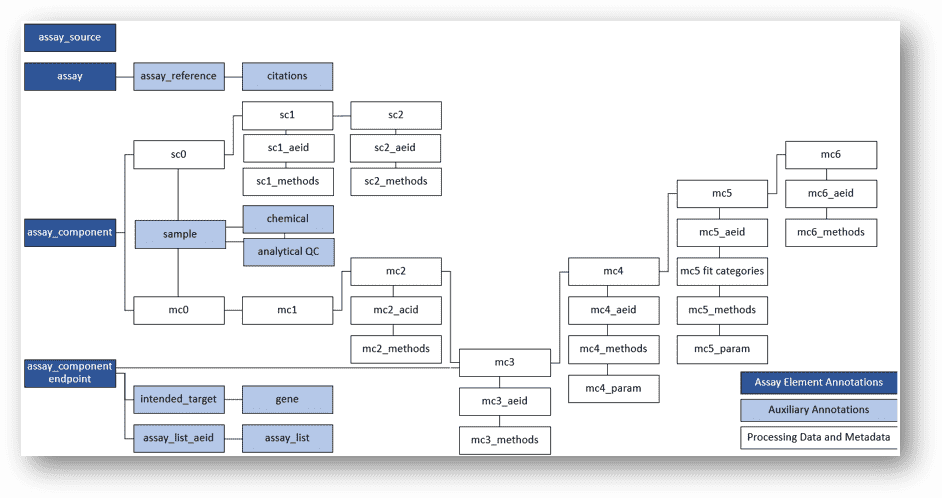 assay_source
assay
assay_reference
citations
sc1
sc2
sc0
sc1_aeid
sc2_aeid
sc1_methods
sc2_methods
mc6
mc5
mc6_aeid
mc6_methods
assay_component
sample
chemical
analytical QC
mc5_aeid
mc2
mc4
mc5 fit categories
mc0
mc1
mc2_acid
mc4_aeid
mc5_methods
mc2_methods
mc4_methods
mc5_param
mc3
assay_component
endpoint
mc4_param
intended_target
gene
mc3_aeid
assay_list_aeid
assay_list
mc3_methods
Assay Element Annotations
Auxiliary Annotations
Processing Data and Metadata